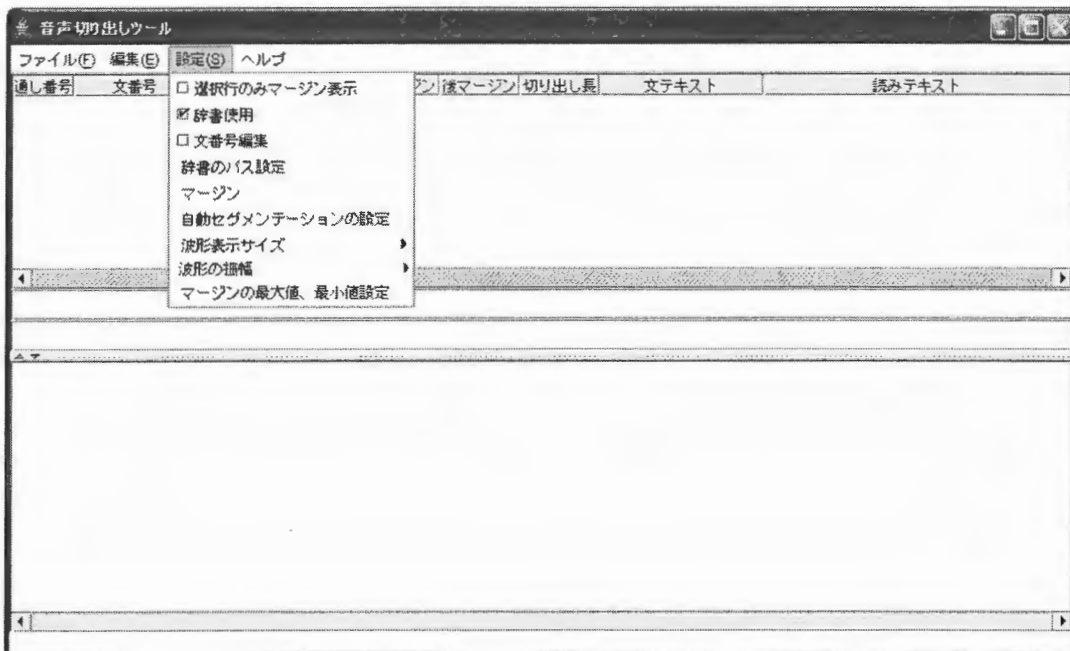 音声切り出しツール
ファイル(F) 編集(E) 設定(S) ヘルプ
通し番号 文番号 ン 後マージン 切り出し長 文テキスト 読みテキスト
選択行のみマージン表示
辞書使用
文番号編集
辞書のパス設定
マージン
自動セグメンテーションの設定
波形表示サイズ
波形の振幅
マージンの最大値、最小値設定